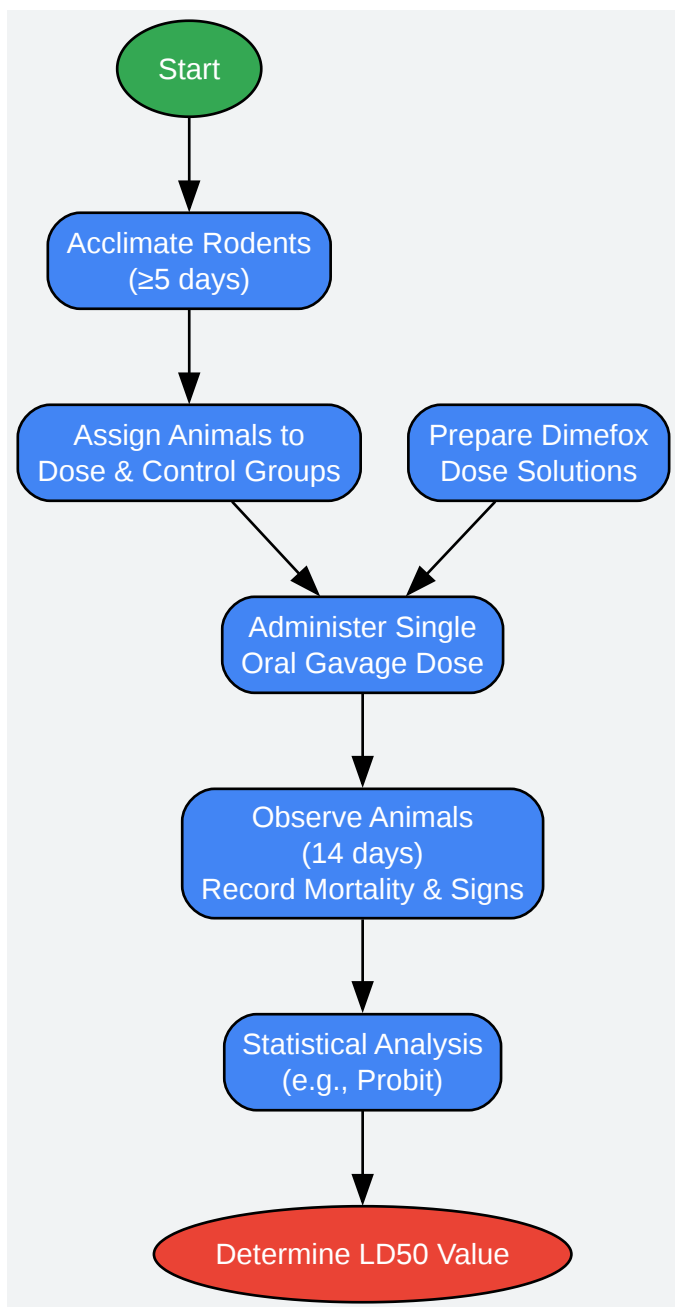 Start
Acclimate Rodents
(≥5 days)
Assign Animals to
Dose & Control Groups
Prepare Dimefox
Dose Solutions
Administer Single
Oral Gavage Dose
Observe Animals
(14 days)
Record Mortality & Signs
Statistical Analysis
(e.g., Probit)
Determine LD50 Value